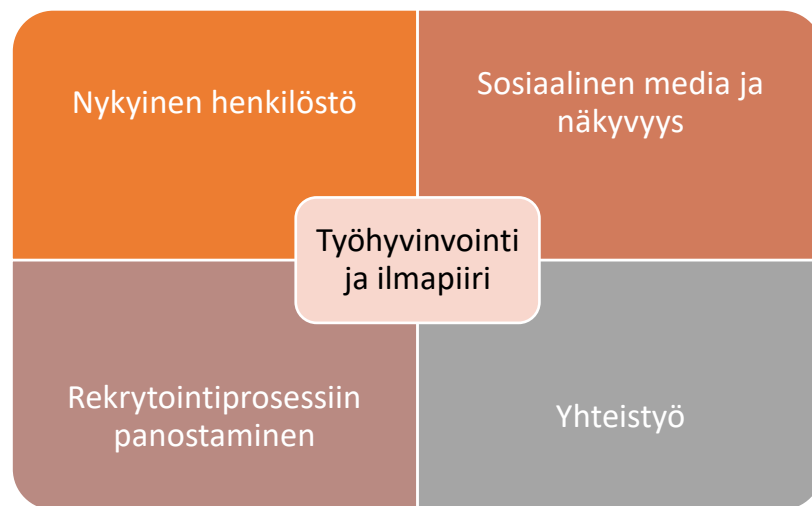 Nykyinen henkilöstö
Sosiaalinen media ja
näkyvyys
Työhyvinvointi
ja ilmapiiri
Rekrytointiprosessiin
panostaminen
Yhteistyö